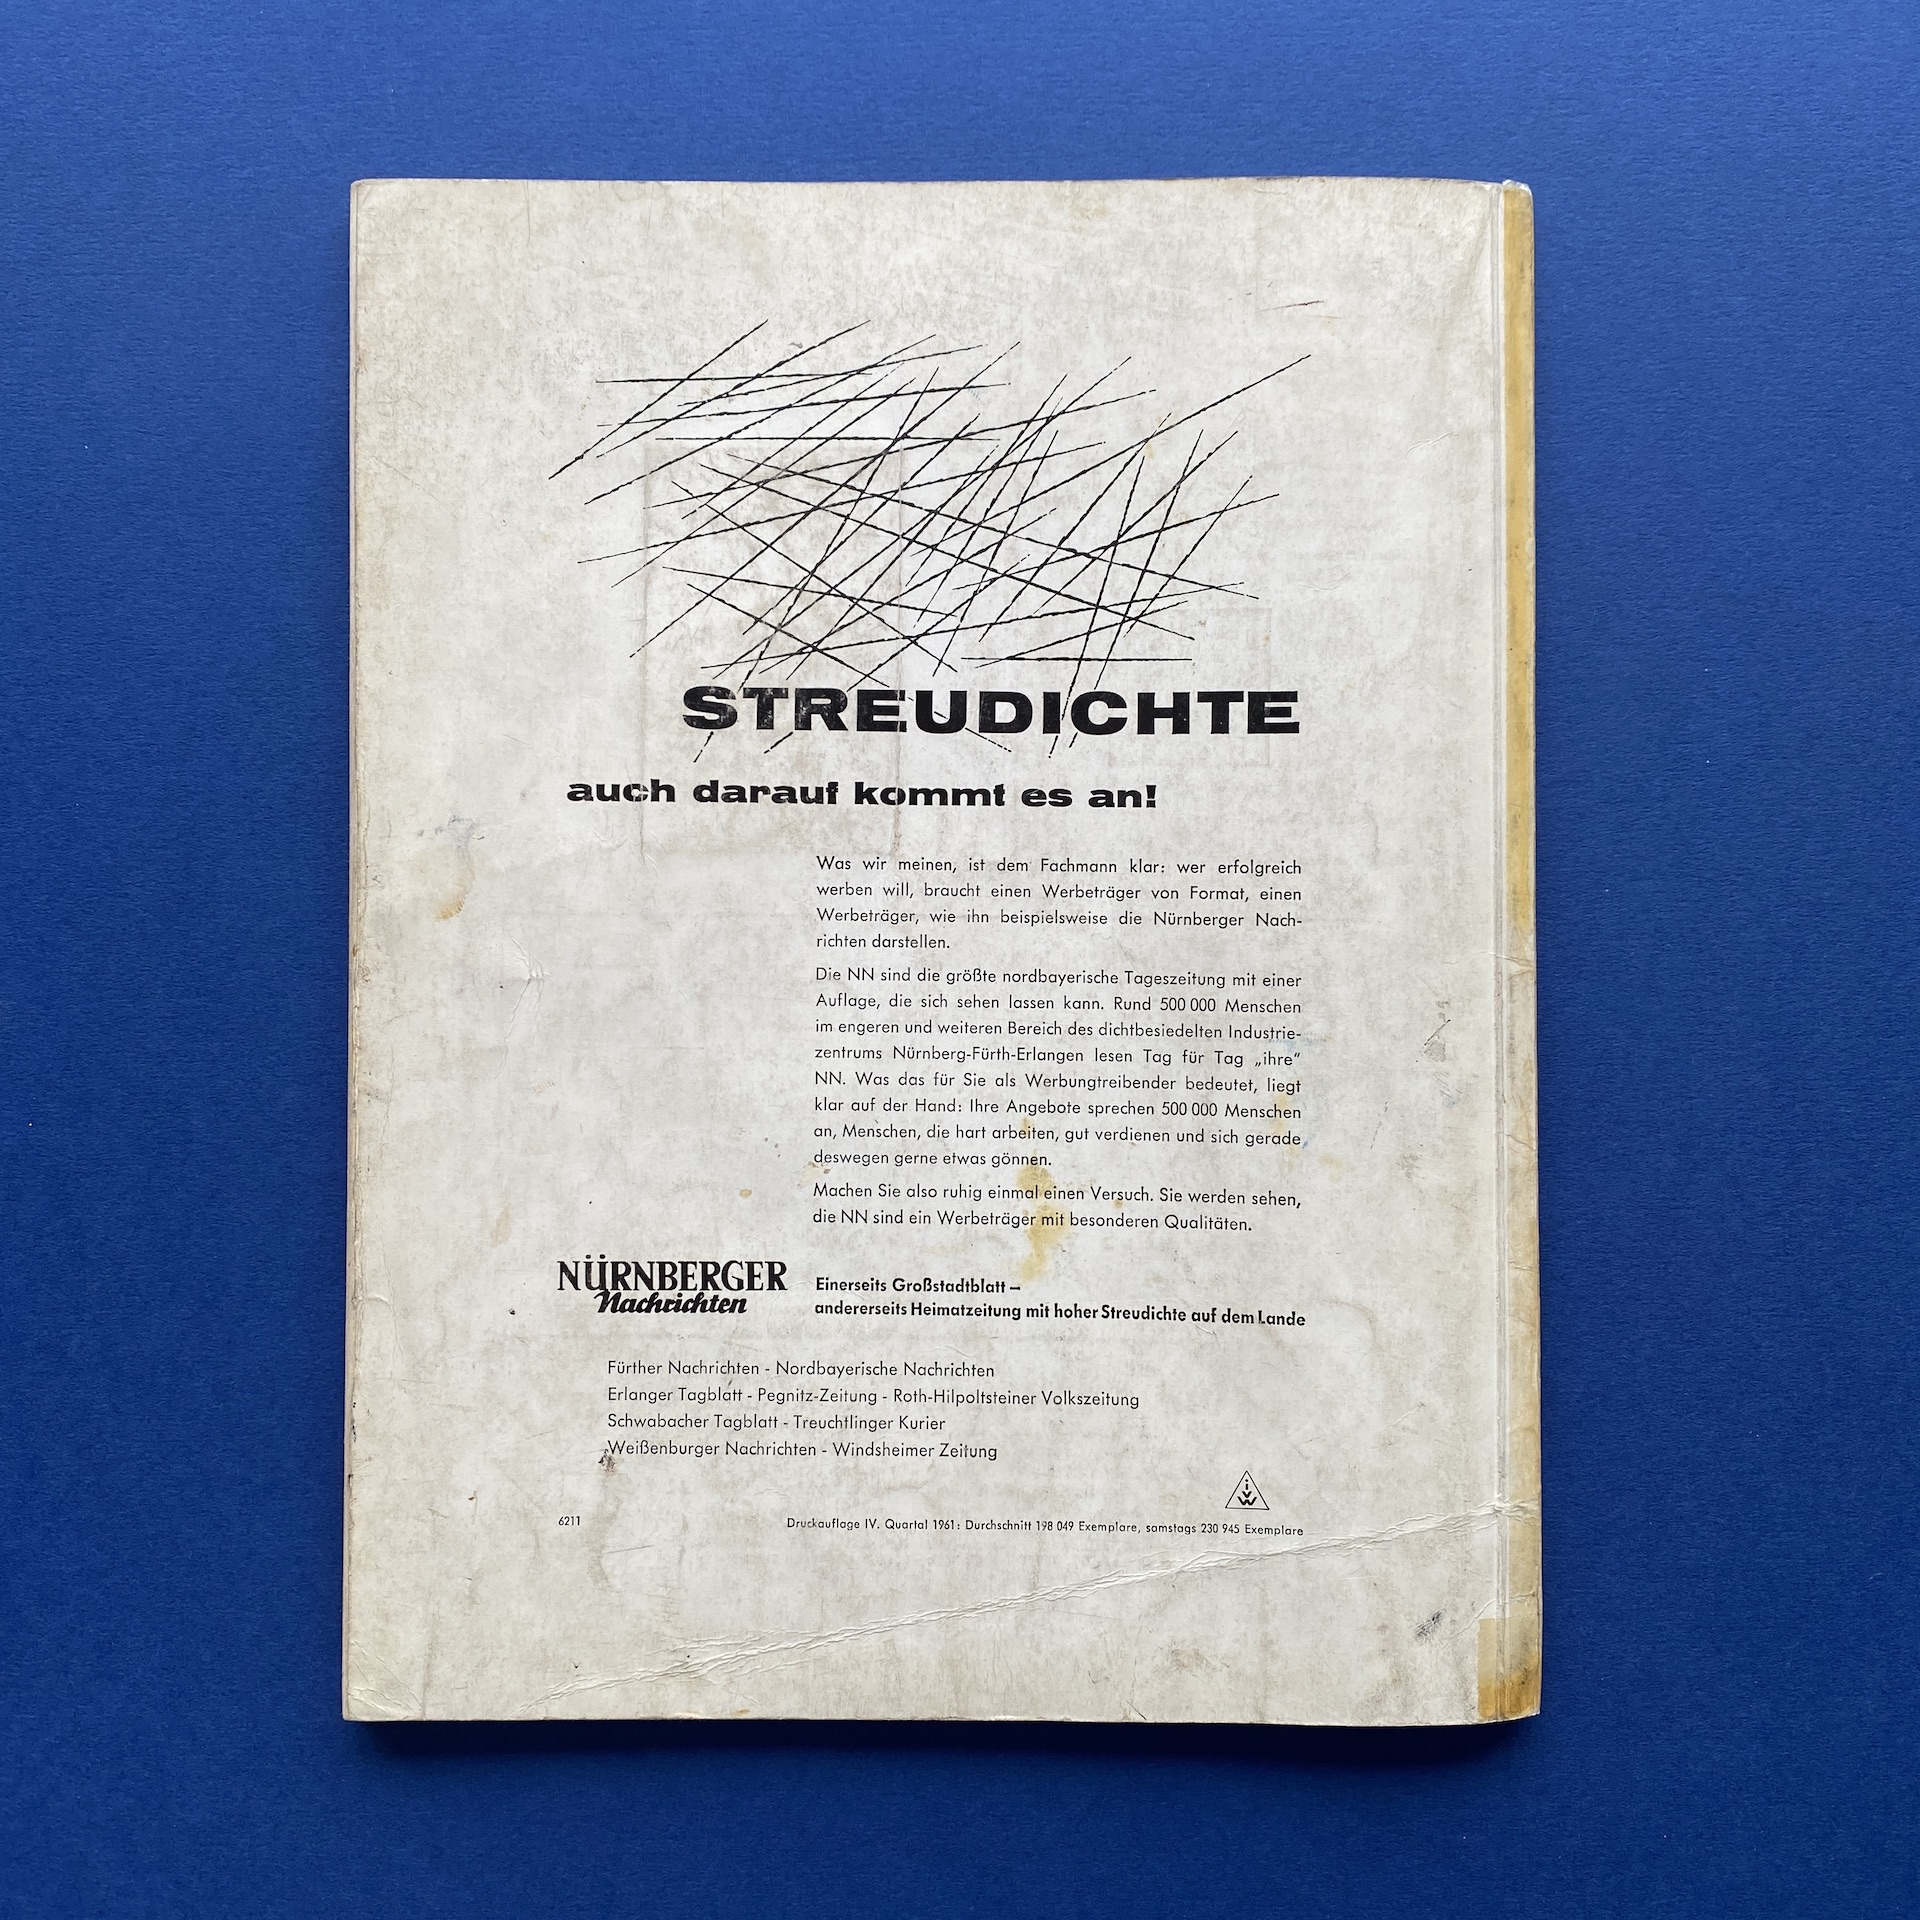 STREUDICHTE
auch darauf kommt es an!
Was wir meinen, ist dem Fachmann klar: wer erfolgreich
werben will, braucht einen Werbeträger von Format, einen
Werbeträger, wie ihn beispielsweise die Nürnberger Nach-
richten darstellen.
Die NN sind die größte nordbayerische Tageszeitung mit einer
Auflage, die sich sehen lassen kann. Rund 500 000 Menschen
im engeren und weiteren Bereich des dichtbesiedelten Industrie-
zentrums Nürnberg-Fürth-Erlangen lesen Tag für Tag „ihre“
NN. Was das für Sie als Werbungtreibender bedeutet, liegt
klar auf der Hand: Ihre Angebote sprechen 500 000 Menschen
an, Menschen, die hart arbeiten, gut verdienen und sich gerade
deswegen gerne etwas gönnen.
Machen Sie also ruhig einmal einen Versuch. Sie werden sehen,
die NN sind ein Werbeträger mit besonderen Qualitäten.
NÜRNBERGER
Nachrichten
Einerseits Großstadtblatt –
andererseits Heimatzeitung mit hoher Streudichte auf dem Lande
Fürther Nachrichten - Nordbayerische Nachrichten
Erlanger Tagblatt - Pegnitz-Zeitung - Roth-Hilpoltsteiner Volkszeitung
Schwabacher Tagblatt - Treuchtlinger Kurier
Weißenburger Nachrichten - Windsheimer Zeitung
iVW
6211
Druckauflage IV. Quartal 1961: Durchschnitt 198 049 Exemplare, samstags 230 945 Exemplare